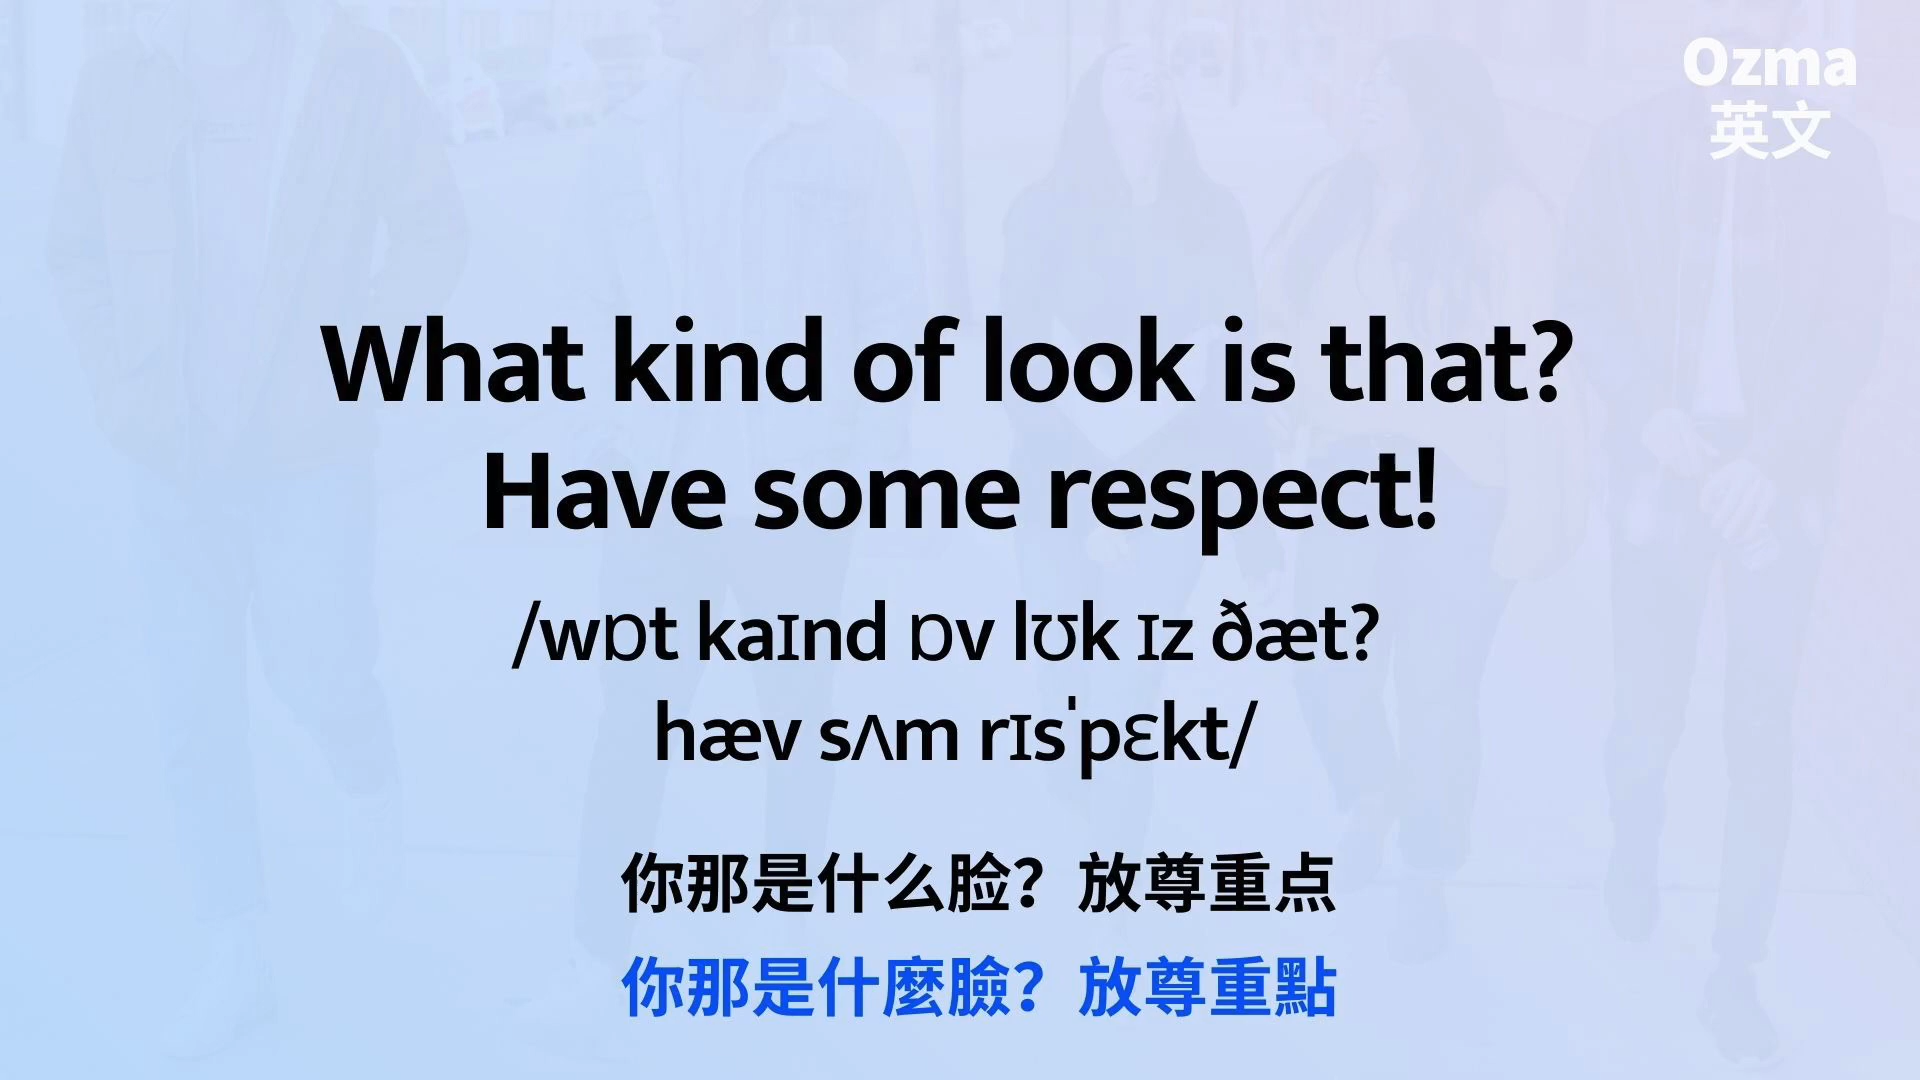 Ozma
英文
What kind of look is that?
Have some respect!
/wɒt kaɪnd ɒv lʊk ɪz ðæt?
hæv sʌm rɪsˈpɛkt/
你那是什么脸？放尊重点
你那是什麼臉？放尊重點